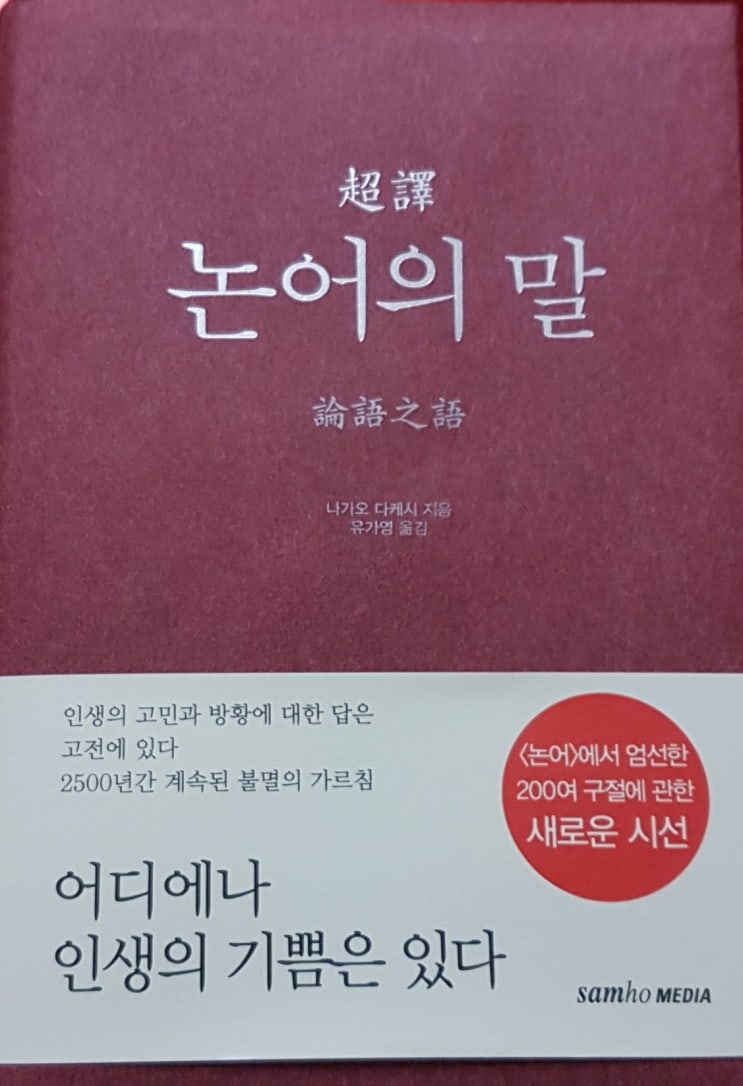 超譯
논어의 말
論語之語
나가오 다케시 지음
유가영 옮김
인생의 고민과 방황에 대한 답은
고전에 있다
2500년간 계속된 불멸의 가르침
<논어>에서 엄선한
200여 구절에 관한
새로운 시선
어디에나
인생의 기쁨은 있다
samho MEDIA